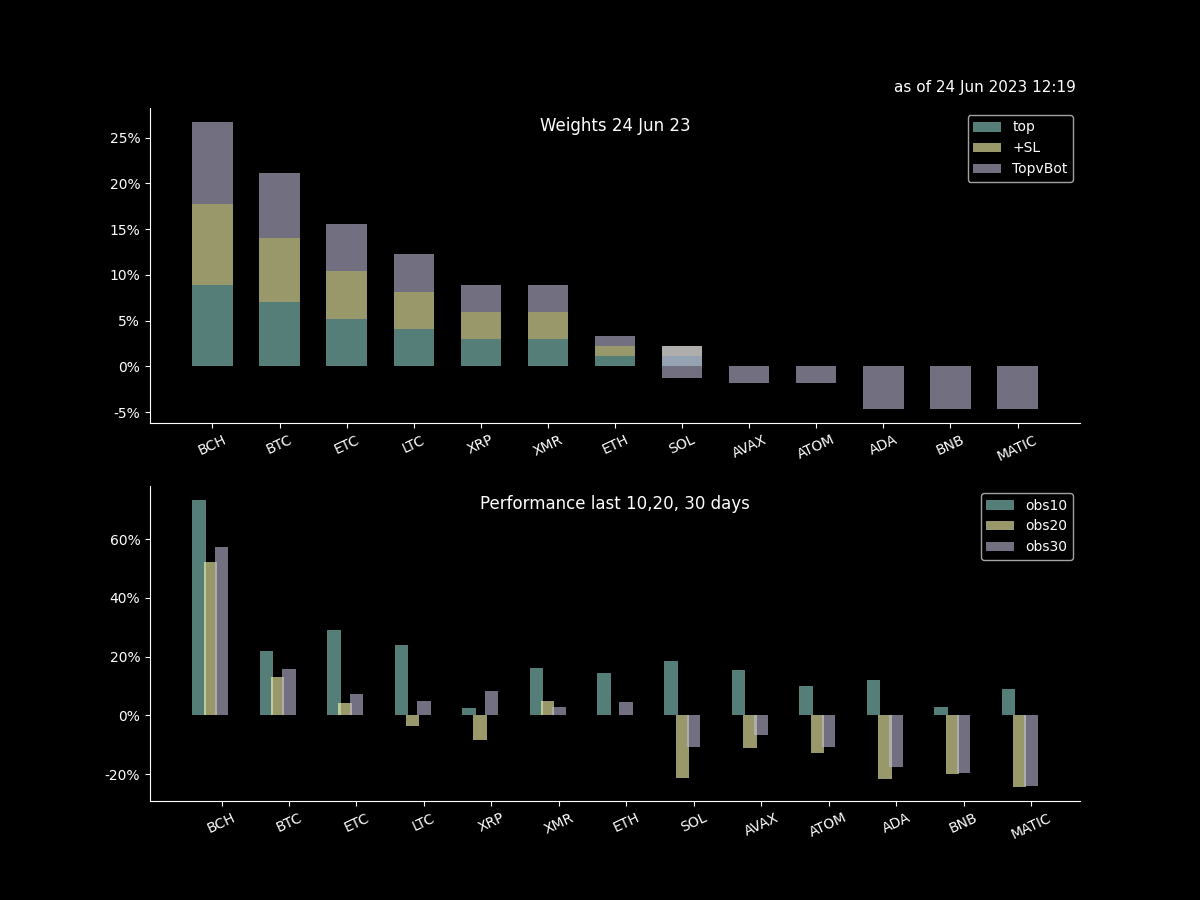 as of 24 Jun 2023 12:19
Weights 24 Jun 23
top
+SL
TopvBot
25%
20%
15%
10%
5%
0%
-5%
BCH BTC ETC LTC XRP XMR ETH SOL AVAX ATOM ADA BNB MATIC
Performance last 10,20, 30 days
obs10
obs20
obs30
60%
40%
20%
0%
-20%
BCH BTC ETC LTC XRP XMR ETH SOL AVAX ATOM ADA BNB MATIC